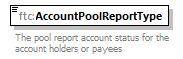 ftc:AccountPoolReportType
The pool report account status for the
account holders or payees